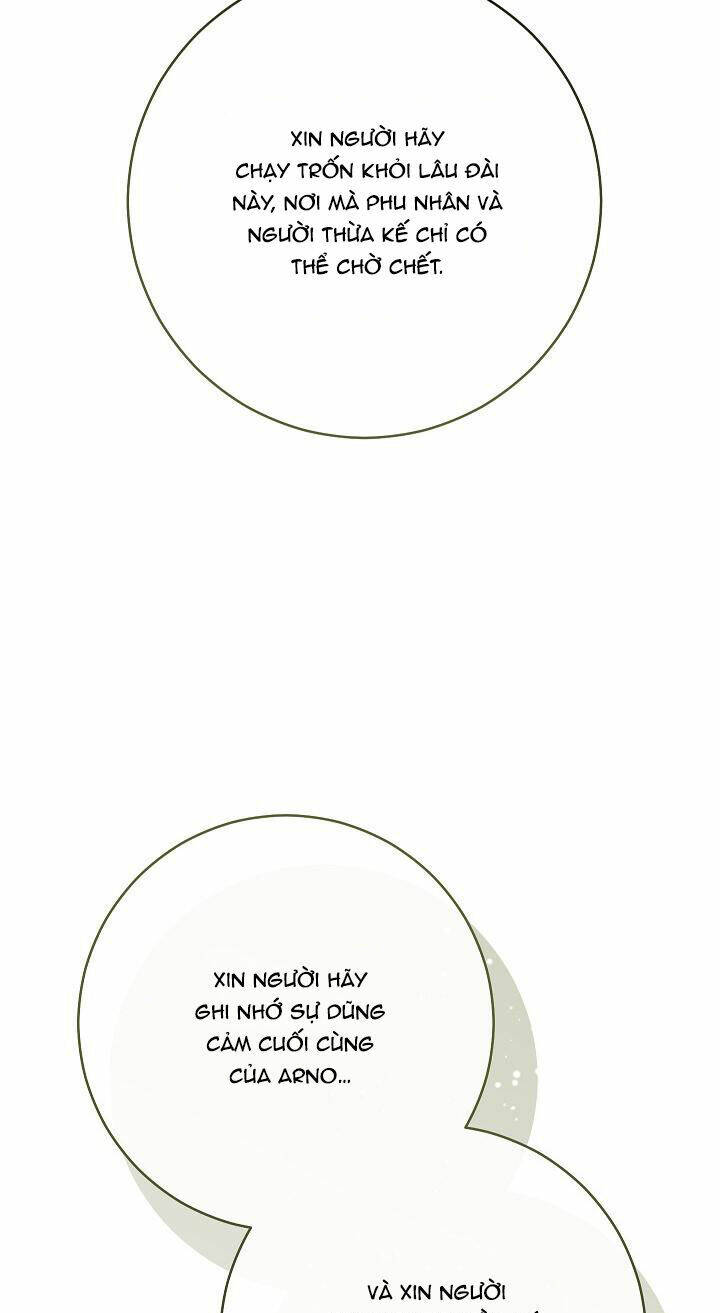 XIN NGƯỜI HÃY
CHẠY TRỐN KHỎI LÂU ĐÀI
NÀY, NƠI MÀ PHU NHÂN VÀ
NGƯỜI THỪA KẾ CHỈ CÓ
THỂ CHỜ CHẾT.
XIN NGƯỜI HÃY
GHI NHỚ SỰ DŨNG
CẢM CUỐI CÙNG
CỦA ARNO...
VÀ XIN NGƯỜI